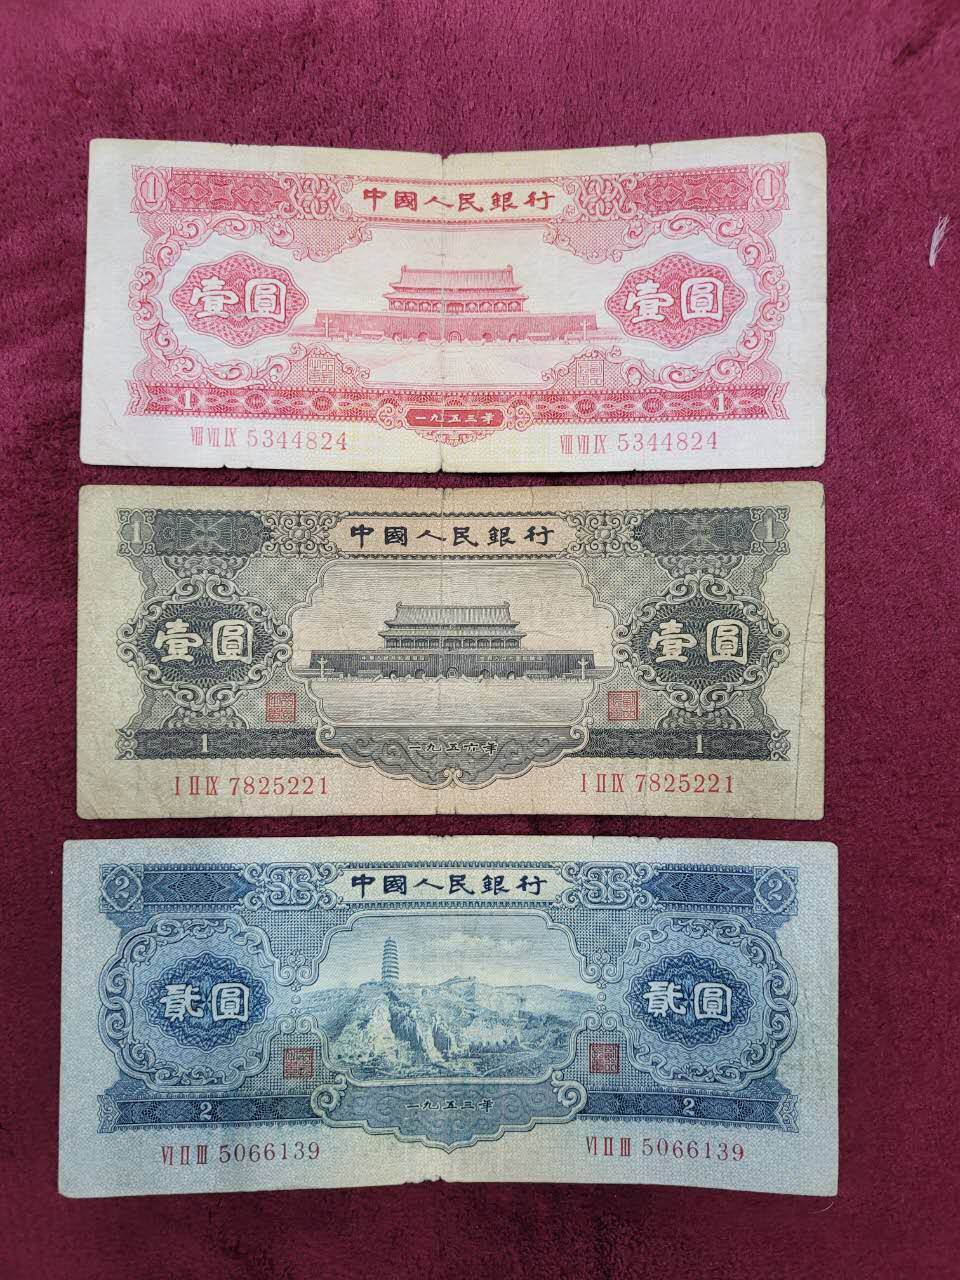 1 中國人民銀行 1
壹圓 壹圓
1 一九五三年 1
VIII VII IX 5344824 VIII VII IX 5344824
1 中國人民銀行 1
壹圓 壹圓
1 一九五六年 1
I II IX 7825221 I II IX 7825221
2 中國人民銀行 2
貳圓 貳圓
2 一九五三年 2
VI II III 5066139 VI II III 5066139